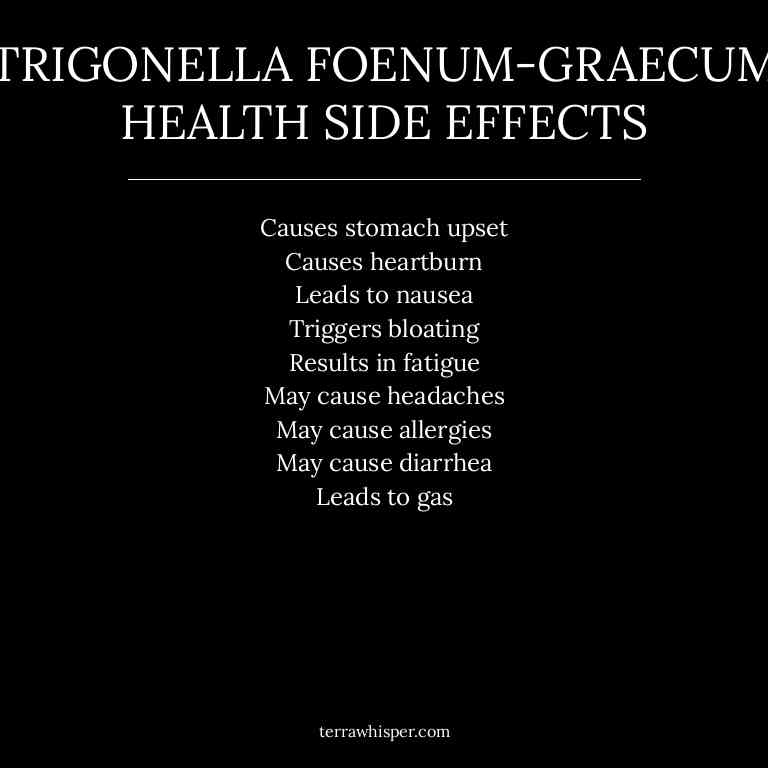 TRIGONELLA FOENUM-GRAECUM
HEALTH SIDE EFFECTS
Causes stomach upset
Causes heartburn
Leads to nausea
Triggers bloating
Results in fatigue
May cause headaches
May cause allergies
May cause diarrhea
Leads to gas
terrawhisper.com